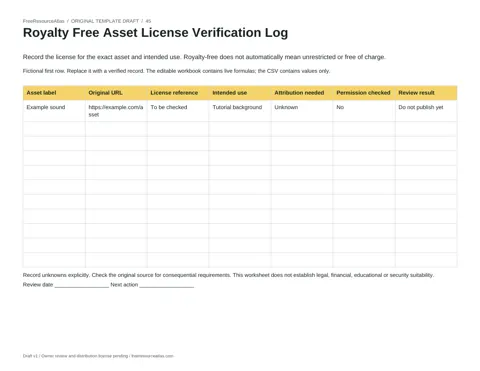 FreeResourceAtlas / ORIGINAL TEMPLATE DRAFT / 45
Royalty Free Asset License Verification Log
Record the license for the exact asset and intended use. Royalty-free does not automatically mean unrestricted or free of charge.
Fictional first row. Replace it with a verified record. The editable workbook contains live formulas; the CSV contains values only.
Asset label Original URL License reference Intended use Attribution needed Permission checked Review result
Example sound https://example.com/a To be checked Tutorial background Unknown No Do not publish yet
sset
Record unknowns explicitly. Check the original source for consequential requirements. This worksheet does not establish legal, financial, educational or security suitability.
Review date __________________ Next action __________________
Draft v1 / Owner review and distribution license pending /